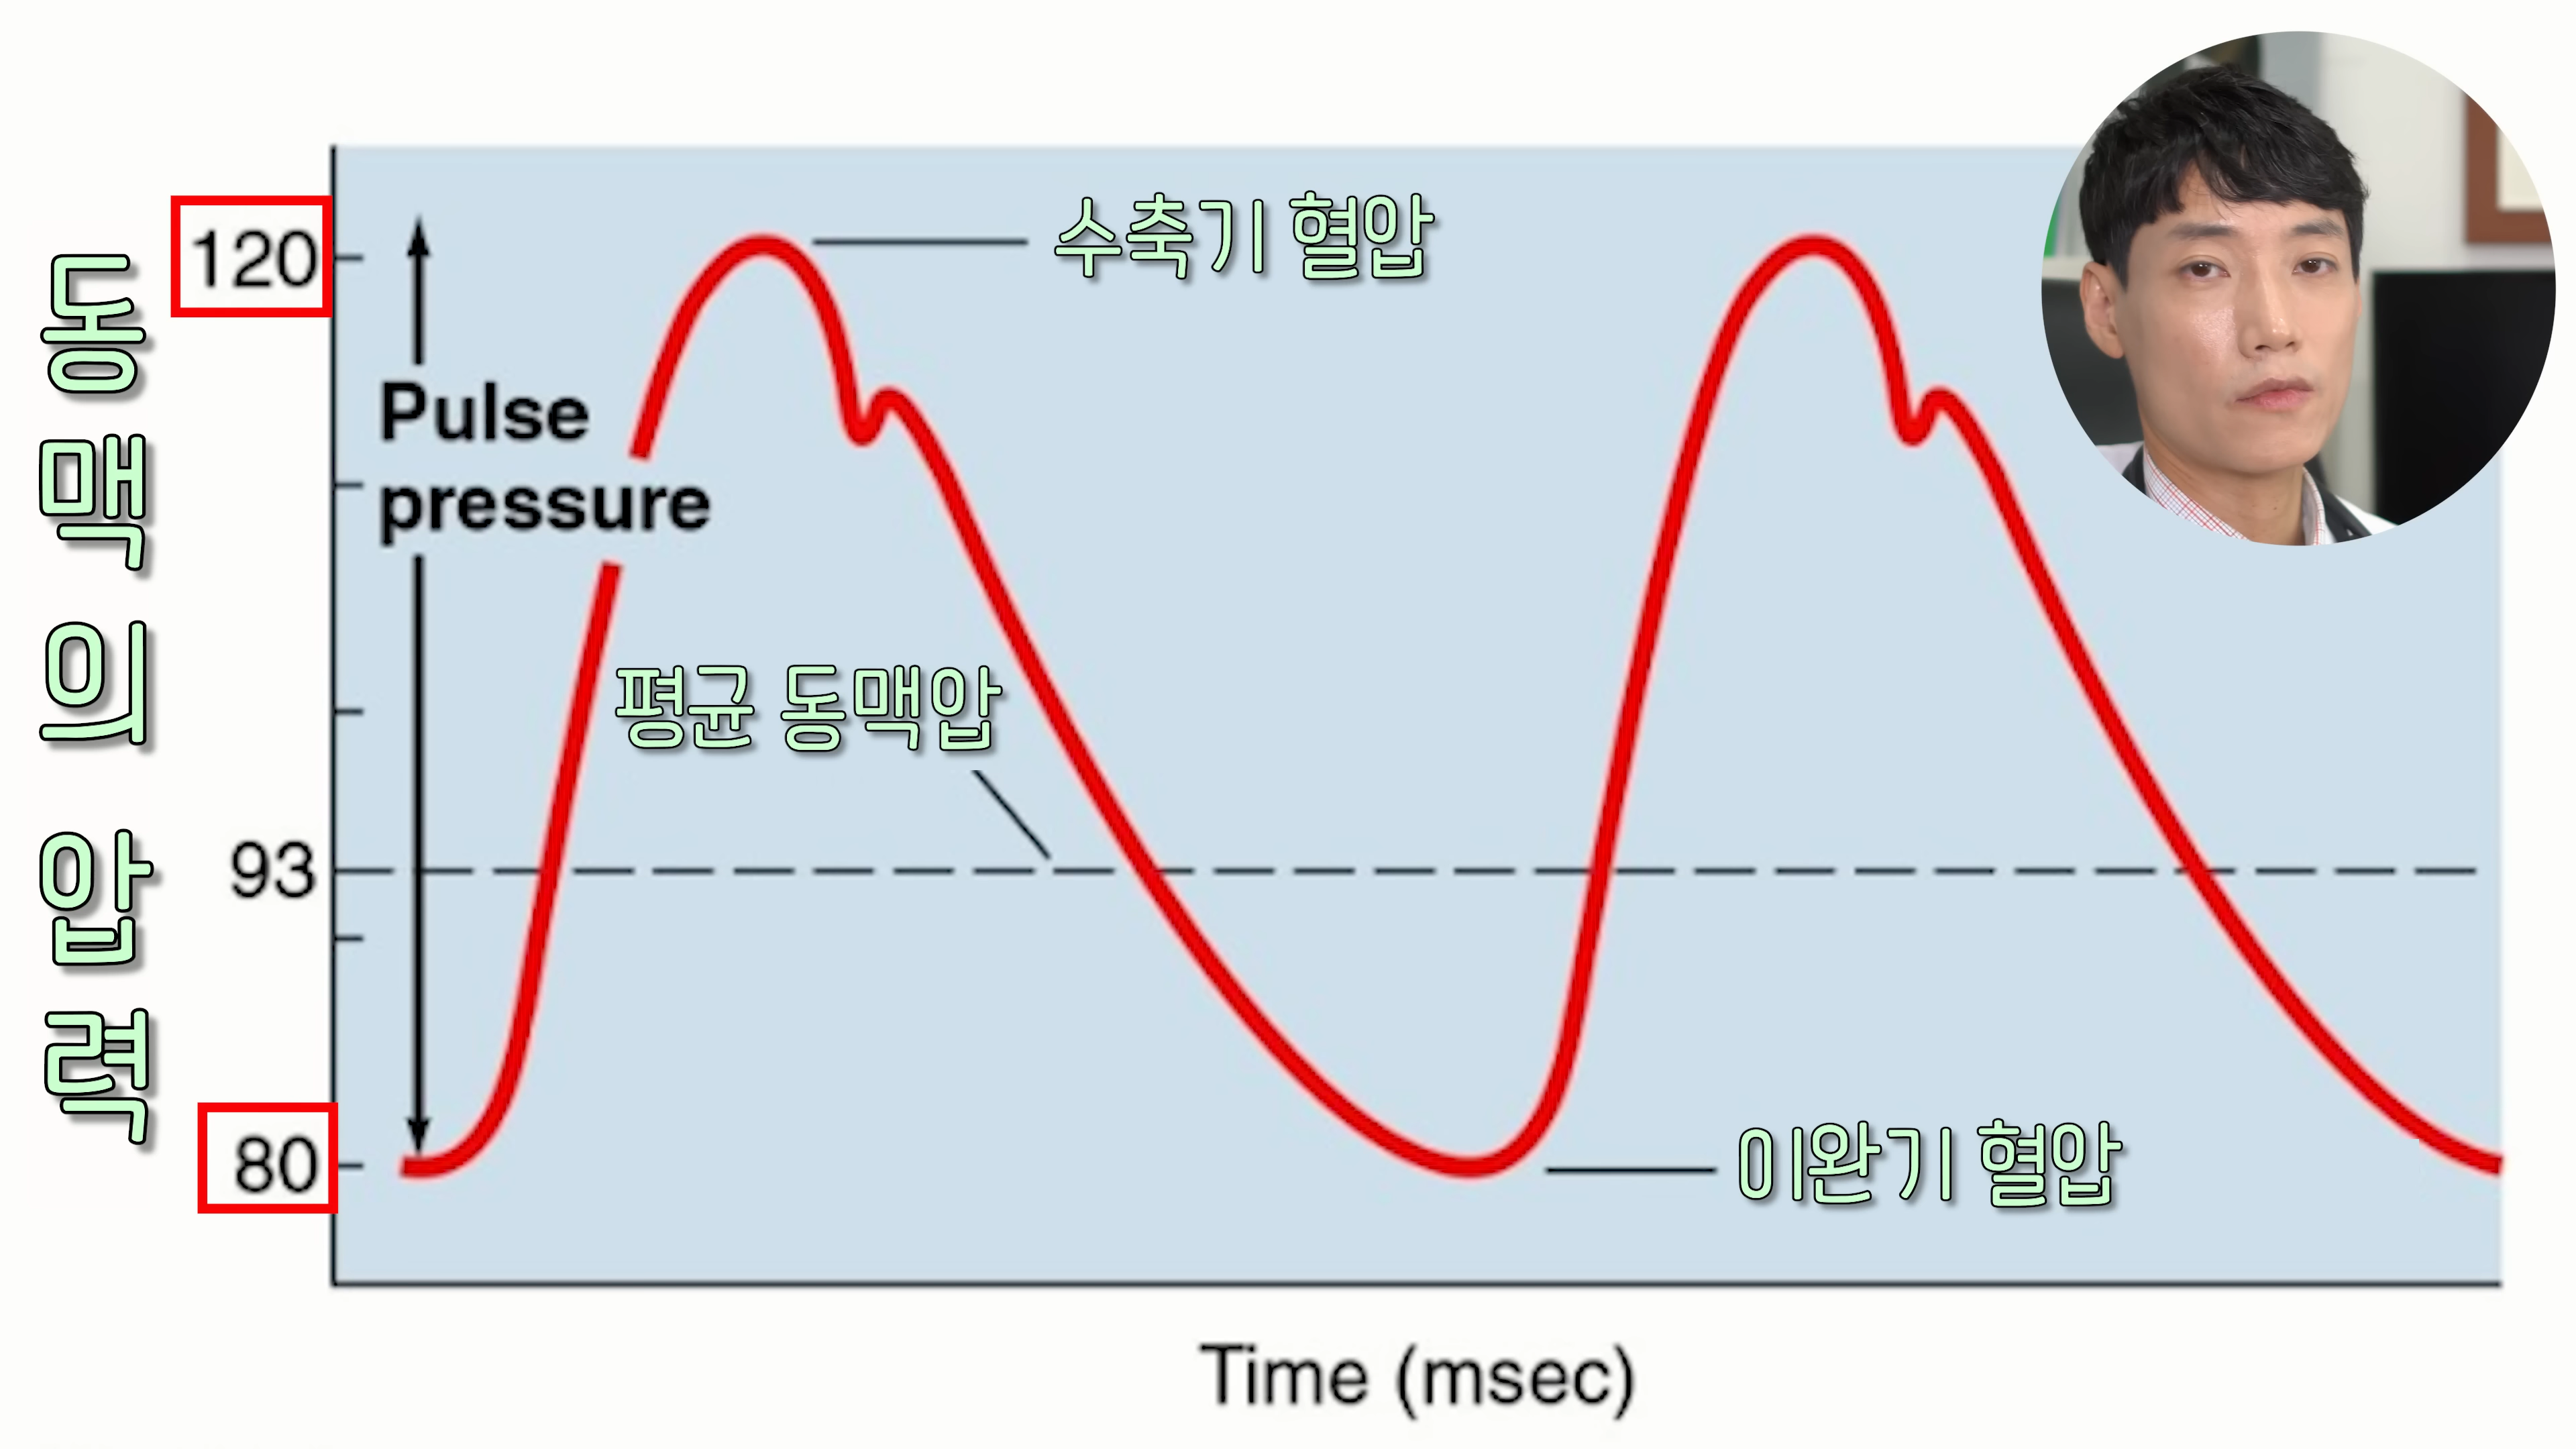 동맥의 압력
120
93
80
Pulse
pressure
수축기 혈압
평균 동맥압
이완기 혈압
Time (msec)